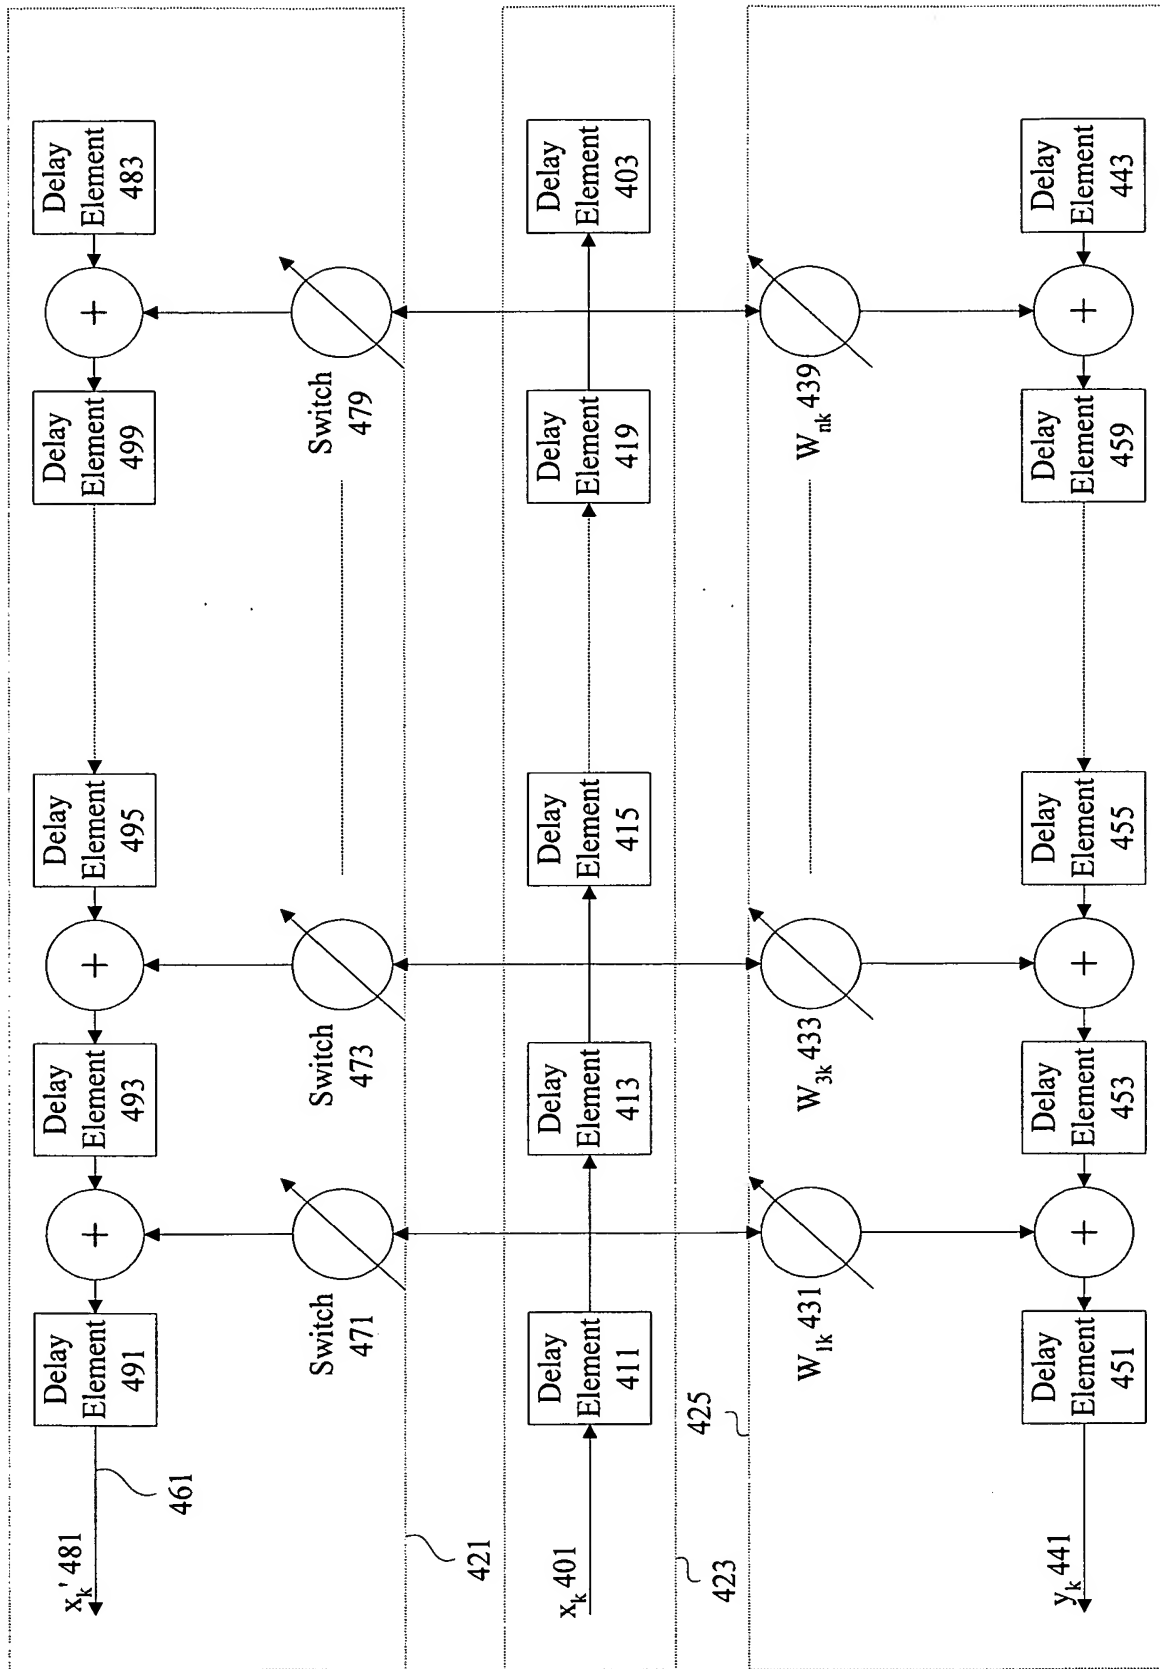 x_k' 481
461
Delay
Element
491
Delay
Element
493
Delay
Element
495
Delay
Element
499
Delay
Element
483
Switch
471
Switch
473
Switch
479
421
x_k 401
Delay
Element
411
Delay
Element
413
Delay
Element
415
Delay
Element
419
Delay
Element
403
423
425
W_1k 431
W_3k 433
W_nk 439
y_k 441
Delay
Element
451
Delay
Element
453
Delay
Element
455
Delay
Element
459
Delay
Element
443
+
+
+
+
+
+